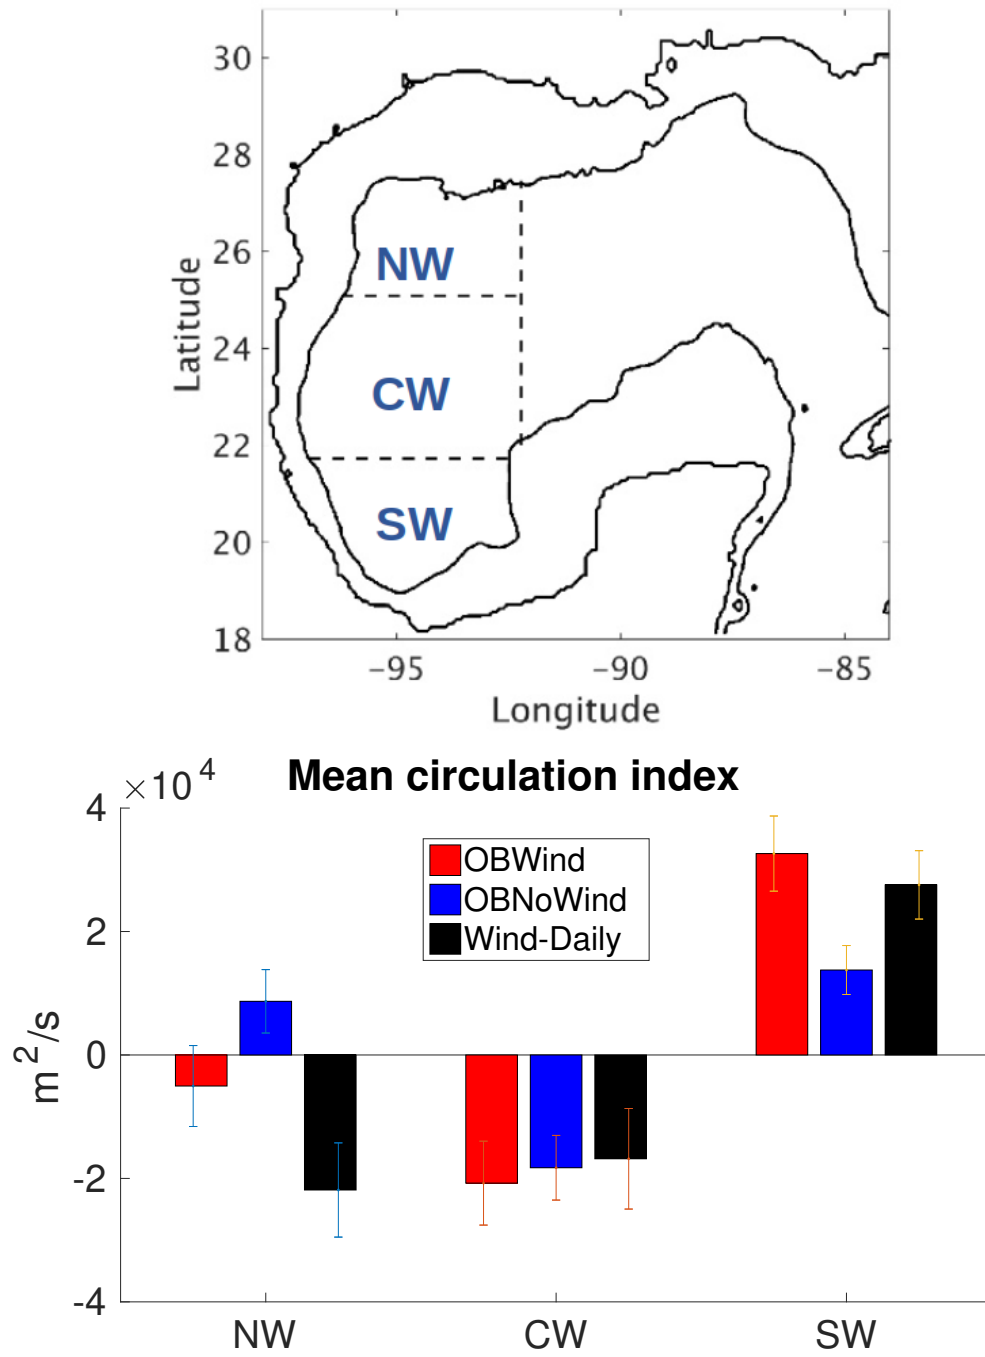 30
28
26
24
22
20
18
Latitude
NW
CW
SW
−95
−90
−85
Longitude
Mean circulation index
×10⁴
4
2
0
-2
-4
m²/s
OBWind
OBNoWind
Wind-Daily
NW
CW
SW